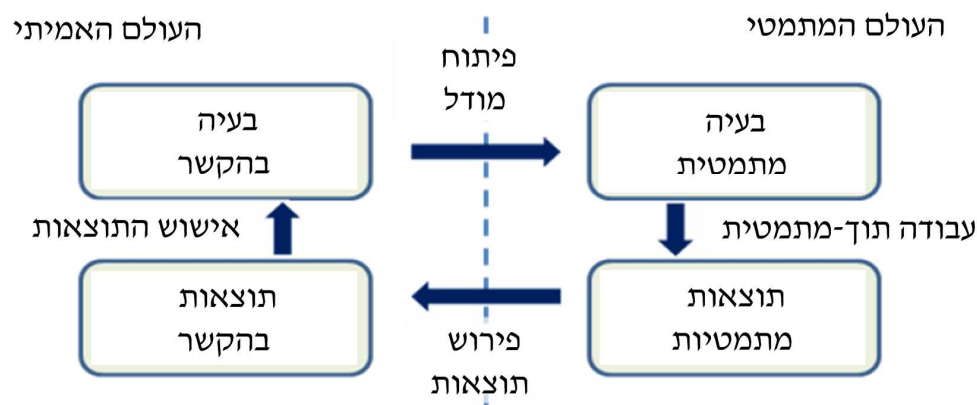 העולם המתמטי
העולם האמיתי
פיתוח
מודל
בעיה
בהקשר
בעיה
מתמטית
אישוש התוצאות
עבודה תוך-מתמטית
תוצאות
בהקשר
תוצאות
מתמטיות
פירוש
תוצאות